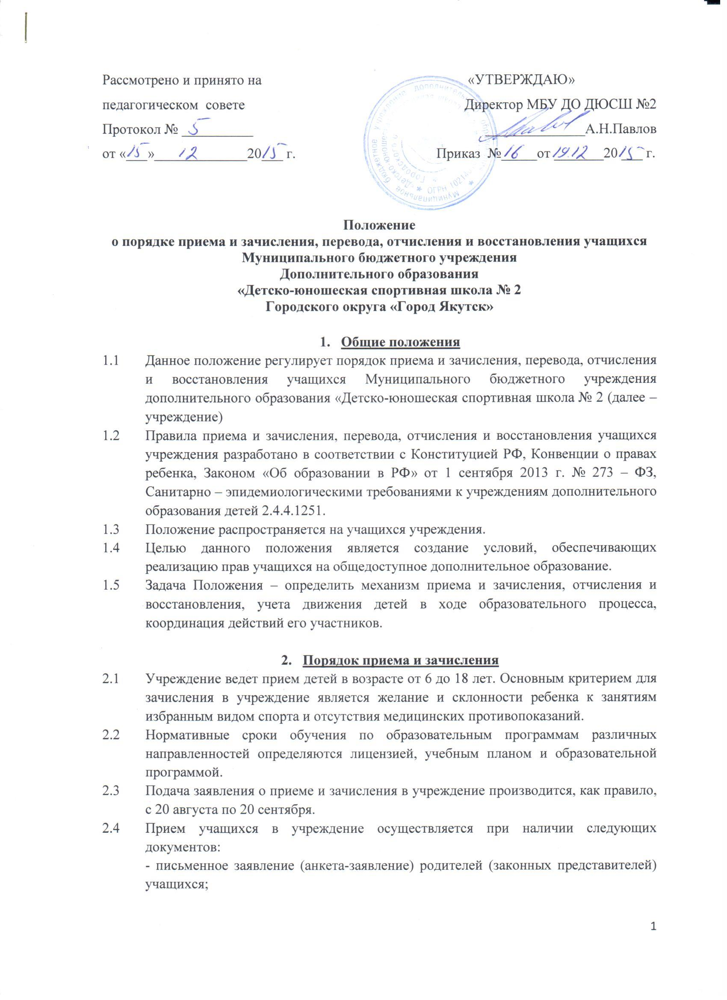 Рассмотрено и принято на «УТВЕРЖДАЮ»
педагогическом совете Директор МБУ ДО ДЮСШ №2
Протокол № 5 А.Н.Павлов
от «15» 12 2015 г. Приказ №16 от 19.12 2015 г.
Муниципальное бюджетное учреждение дополнительного
ОГРН
Положение
о порядке приема и зачисления, перевода, отчисления и восстановления учащихся
Муниципального бюджетного учреждения
Дополнительного образования
«Детско-юношеская спортивная школа № 2
Городского округа «Город Якутск»
1. Общие положения
1.1 Данное положение регулирует порядок приема и зачисления, перевода, отчисления
и восстановления учащихся Муниципального бюджетного учреждения
дополнительного образования «Детско-юношеская спортивная школа № 2 (далее –
учреждение)
1.2 Правила приема и зачисления, перевода, отчисления и восстановления учащихся
учреждения разработано в соответствии с Конституцией РФ, Конвенции о правах
ребенка, Законом «Об образовании в РФ» от 1 сентября 2013 г. № 273 – ФЗ,
Санитарно – эпидемиологическими требованиями к учреждениям дополнительного
образования детей 2.4.4.1251.
1.3 Положение распространяется на учащихся учреждения.
1.4 Целью данного положения является создание условий, обеспечивающих
реализацию прав учащихся на общедоступное дополнительное образование.
1.5 Задача Положения – определить механизм приема и зачисления, отчисления и
восстановления, учета движения детей в ходе образовательного процесса,
координация действий его участников.
2. Порядок приема и зачисления
2.1 Учреждение ведет прием детей в возрасте от 6 до 18 лет. Основным критерием для
зачисления в учреждение является желание и склонности ребенка к занятиям
избранным видом спорта и отсутствия медицинских противопоказаний.
2.2 Нормативные сроки обучения по образовательным программам различных
направленностей определяются лицензией, учебным планом и образовательной
программой.
2.3 Подача заявления о приеме и зачисления в учреждение производится, как правило,
с 20 августа по 20 сентября.
2.4 Прием учащихся в учреждение осуществляется при наличии следующих
документов:
- письменное заявление (анкета-заявление) родителей (законных представителей)
учащихся;
1